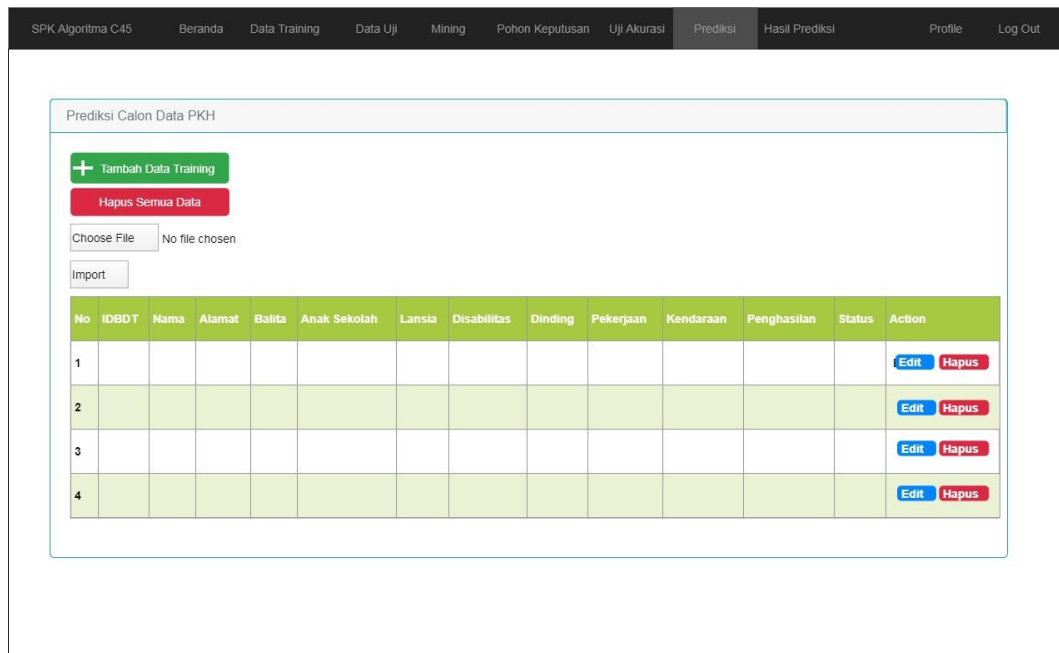 SPK Algoritma C45 Beranda Data Training Data Uji Mining Pohon Keputusan Uji Akurasi Prediksi Hasil Prediksi Profile Log Out
Prediksi Calon Data PKH
Tambah Data Training
Hapus Semua Data
Choose File No file chosen
Import
No IDBDT Nama Alamat Balita Anak Sekolah Lansia Disabilitas Dinding Pekerjaan Kendaraan Penghasilan Status Action
1 Edit Hapus
2 Edit Hapus
3 Edit Hapus
4 Edit Hapus